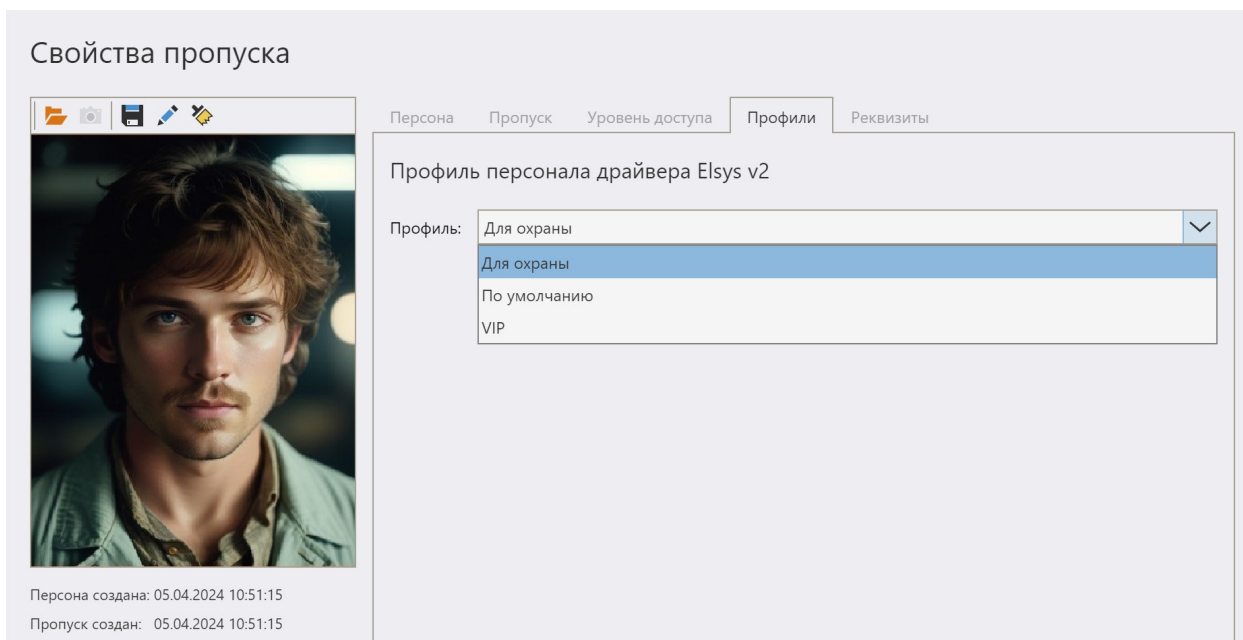 Свойства пропуска
Персона Пропуск Уровень доступа Профили Реквизиты
Профиль персонала драйвера Elsys v2
Профиль: Для охраны
Для охраны
По умолчанию
VIP
Персона создана: 05.04.2024 10:51:15
Пропуск создан: 05.04.2024 10:51:15